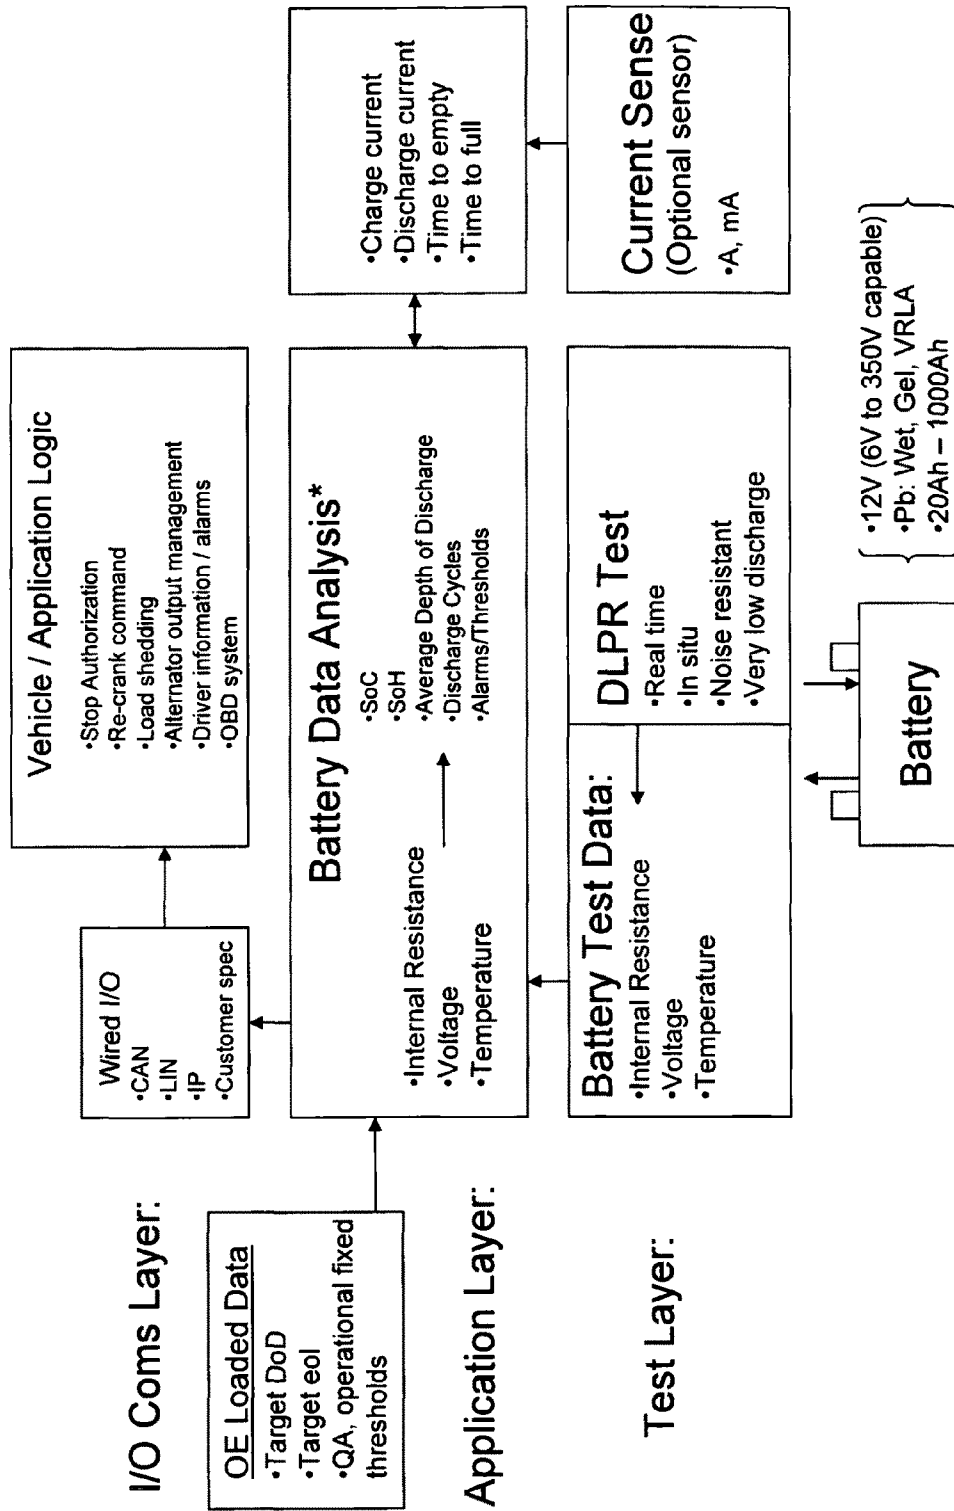 I/O Coms Layer:
Wired I/O
•CAN
•LIN
•IP
•Customer spec
Vehicle / Application Logic
•Stop Authorization
•Re-crank command
•Load shedding
•Alternator output management
•Driver information / alarms
•OBD system
OE Loaded Data
•Target DoD
•Target eol
•QA, operational fixed
thresholds
Application Layer:
Battery Data Analysis*
•Internal Resistance
•Voltage
•Temperature
•SoC
•SoH
•Average Depth of Discharge
•Discharge Cycles
•Alarms/Thresholds
•Charge current
•Discharge current
•Time to empty
•Time to full
Test Layer:
Battery Test Data:
•Internal Resistance
•Voltage
•Temperature
DLPR Test
•Real time
•In situ
•Noise resistant
•Very low discharge
Current Sense
(Optional sensor)
•A, mA
Battery
•12V (6V to 350V capable)
•Pb: Wet, Gel, VRLA
•20Ah – 1000Ah